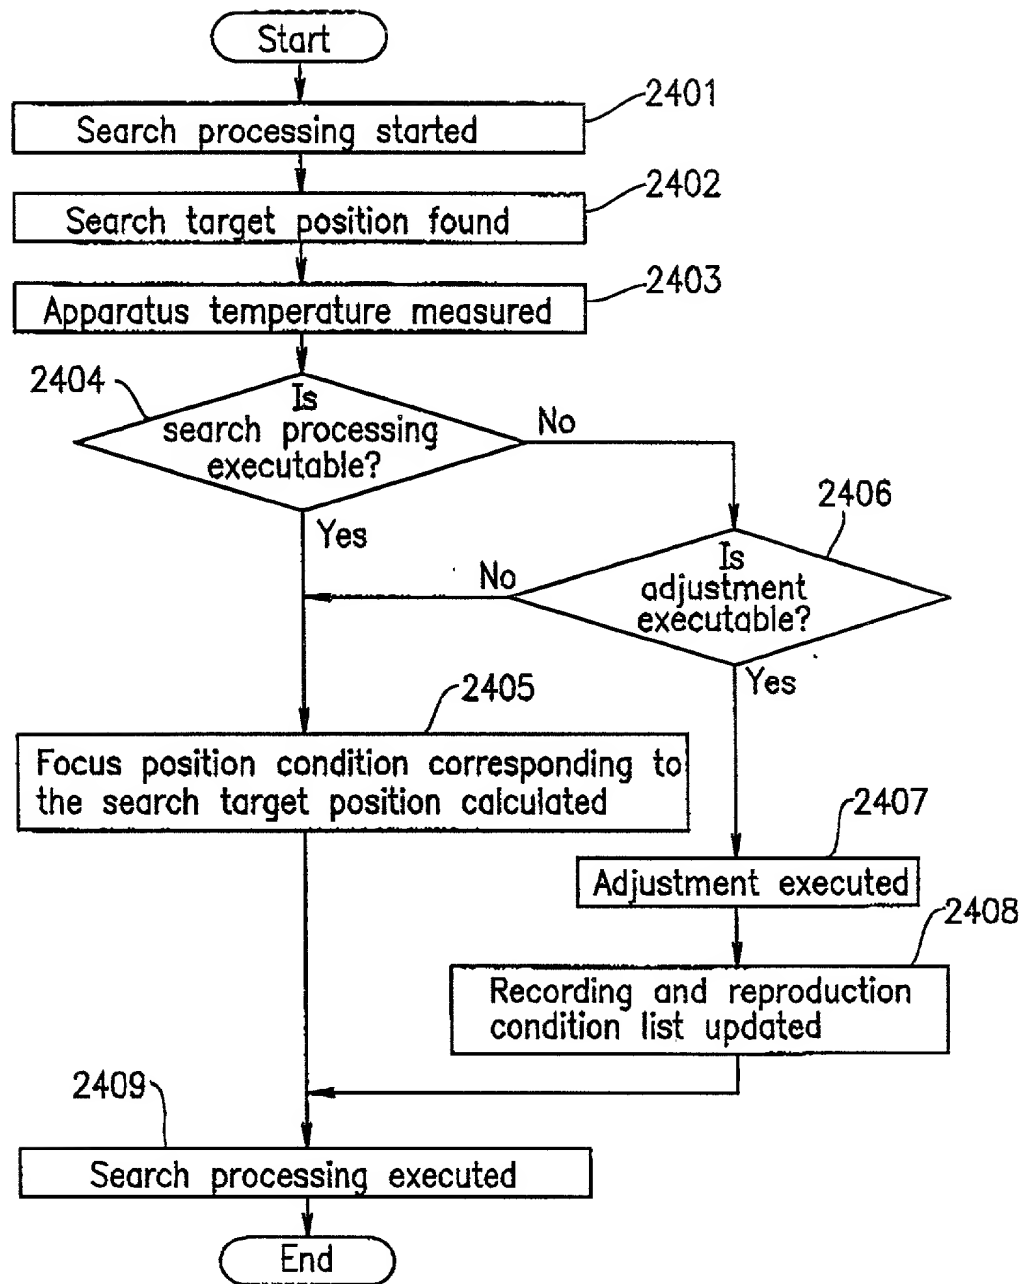 Start
2401
Search processing started
2402
Search target position found
2403
Apparatus temperature measured
2404
Is
search processing
executable?
No
Yes
2406
Is
adjustment
executable?
No
Yes
2405
Focus position condition corresponding to
the search target position calculated
2407
Adjustment executed
2408
Recording and reproduction
condition list updated
2409
Search processing executed
End